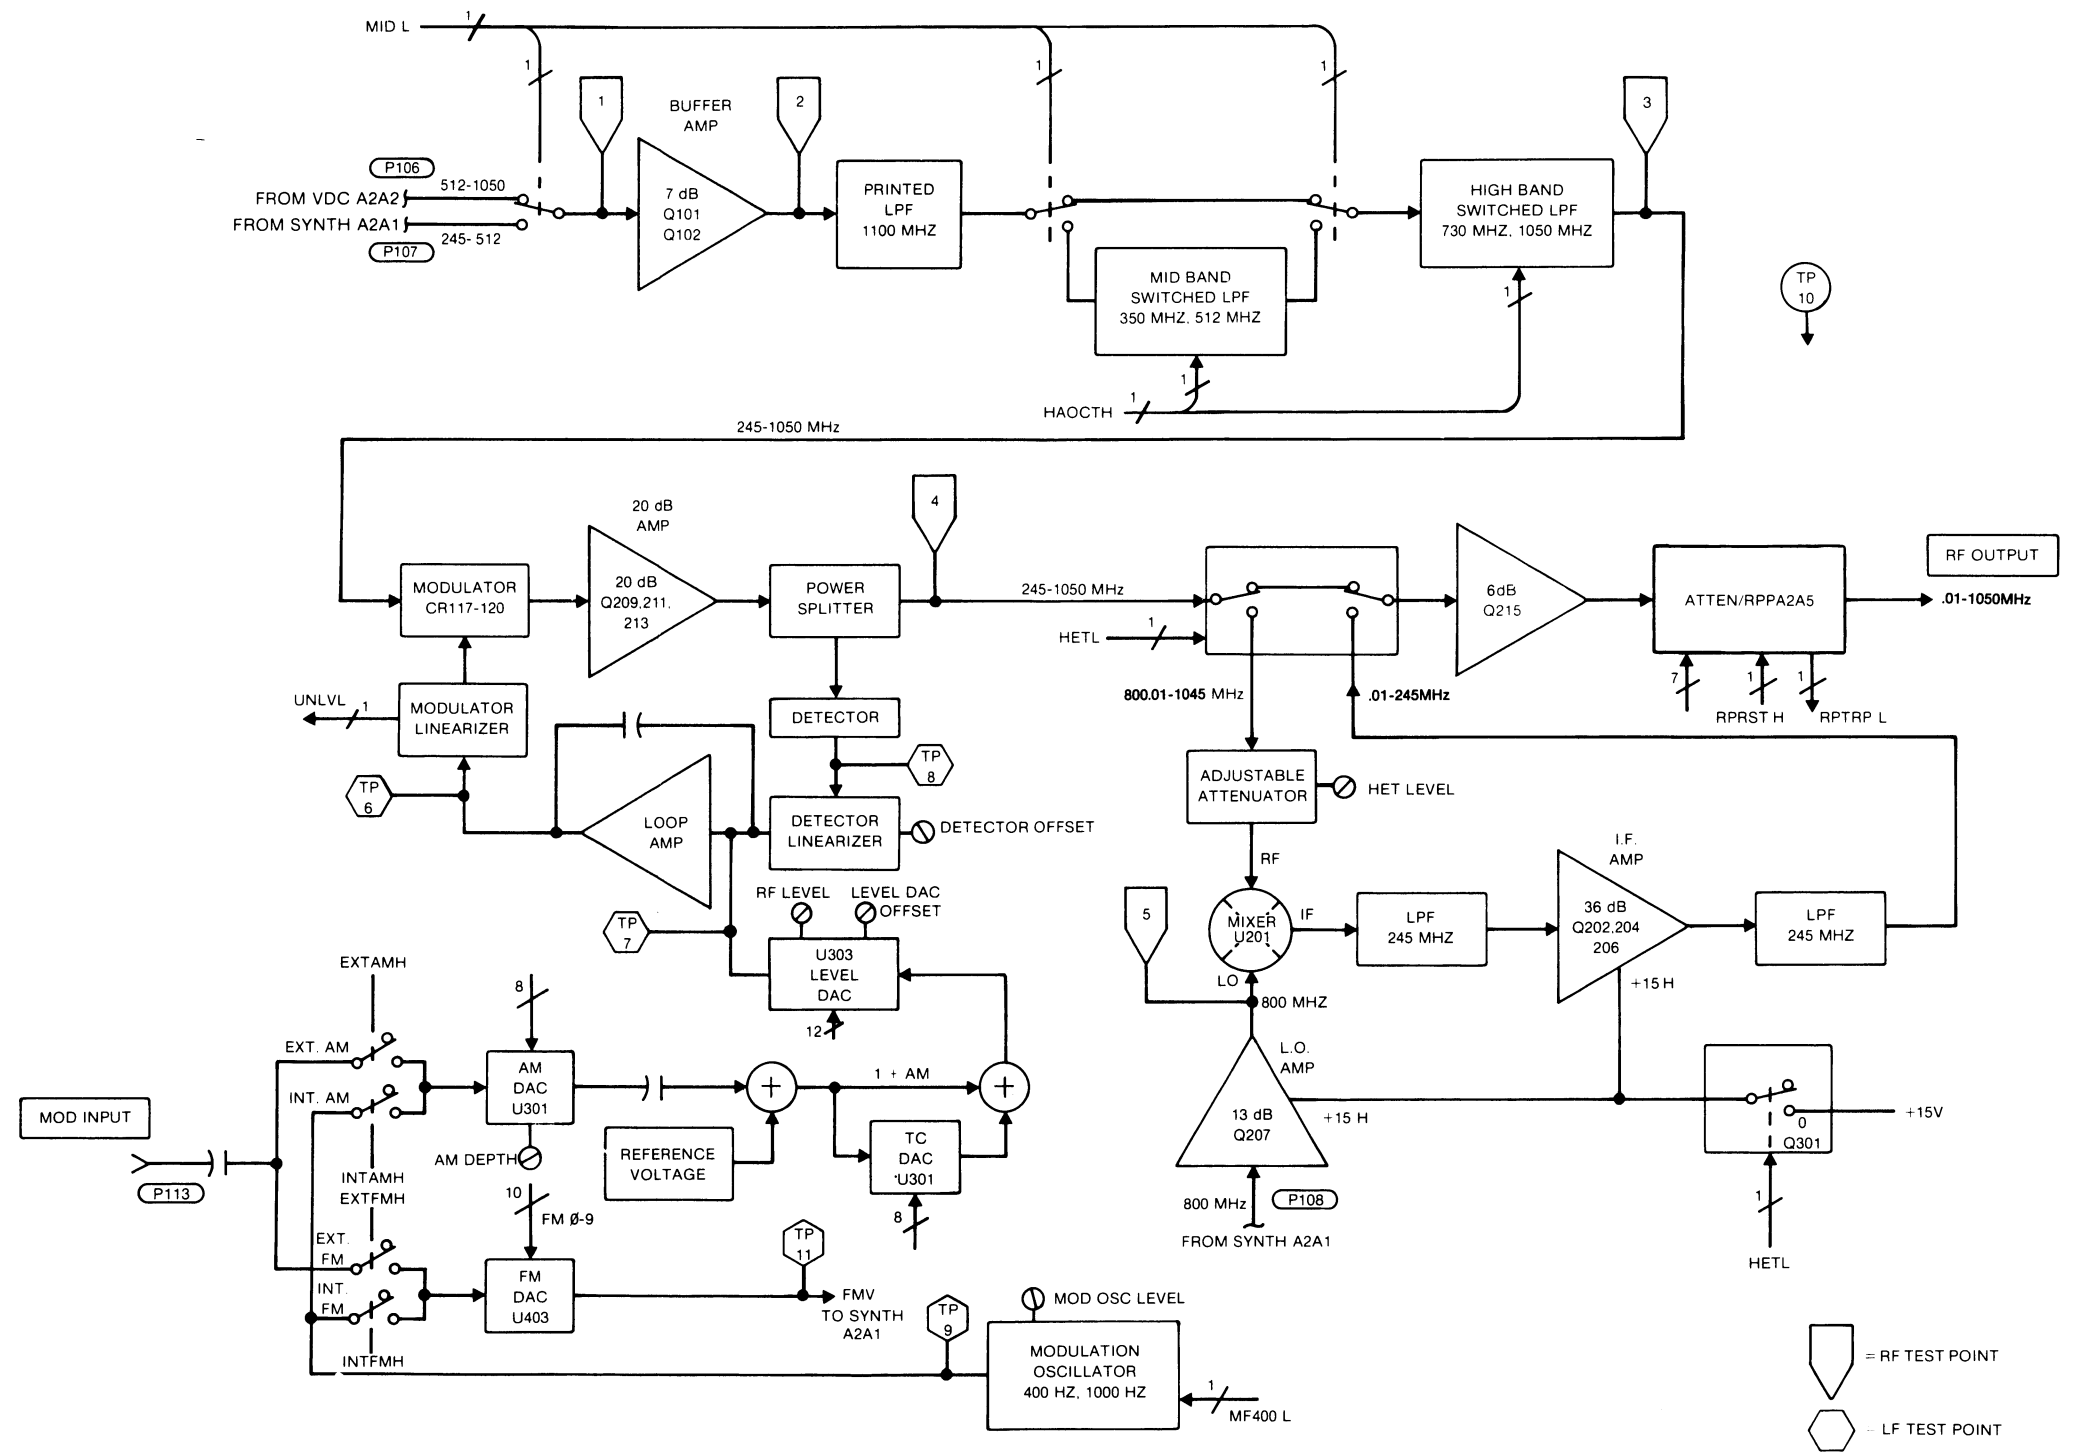 MID L
1
1
1
1
1
2
3
BUFFER
AMP
P106
FROM VDC A2A2
512-1050
FROM SYNTH A2A1
245- 512
P107
7 dB
Q101
Q102
PRINTED
LPF
1100 MHZ
MID BAND
SWITCHED LPF
350 MHZ, 512 MHZ
HIGH BAND
SWITCHED LPF
730 MHZ, 1050 MHZ
1
1
HAOCTH
1
TP
10
245-1050 MHz
20 dB
AMP
4
MODULATOR
CR117-120
20 dB
Q209,211,
213
POWER
SPLITTER
245-1050 MHz
HETL
1
6dB
Q215
ATTEN/RPPA2A5
RF OUTPUT
.01-1050MHz
7
1
1
RPRST H
RPTRP L
UNLVL
1
MODULATOR
LINEARIZER
DETECTOR
TP
8
TP
6
LOOP
AMP
DETECTOR
LINEARIZER
DETECTOR OFFSET
800.01-1045 MHz
.01-245MHz
ADJUSTABLE
ATTENUATOR
HET LEVEL
RF
MIXER
U201
IF
LO
800 MHZ
5
LPF
245 MHZ
I.F.
AMP
36 dB
Q202,204
206
+15 H
LPF
245 MHZ
RF LEVEL
LEVEL DAC
OFFSET
TP
7
U303
LEVEL
DAC
12
EXTAMH
EXT. AM
INT. AM
INTAMH
8
AM
DAC
U301
AM DEPTH
+
1 + AM
+
REFERENCE
VOLTAGE
TC
DAC
U301
8
L.O.
AMP
13 dB
Q207
+15 H
0
Q301
+15V
1
HETL
800 MHz
P108
FROM SYNTH A2A1
MOD INPUT
P113
EXTFMH
EXT.
FM
INT.
FM
INTFMH
10
FM Ø-9
FM
DAC
U403
TP
11
FMV
TO SYNTH
A2A1
TP
9
MOD OSC LEVEL
MODULATION
OSCILLATOR
400 HZ, 1000 HZ
1
MF400 L
= RF TEST POINT
– LF TEST POINT